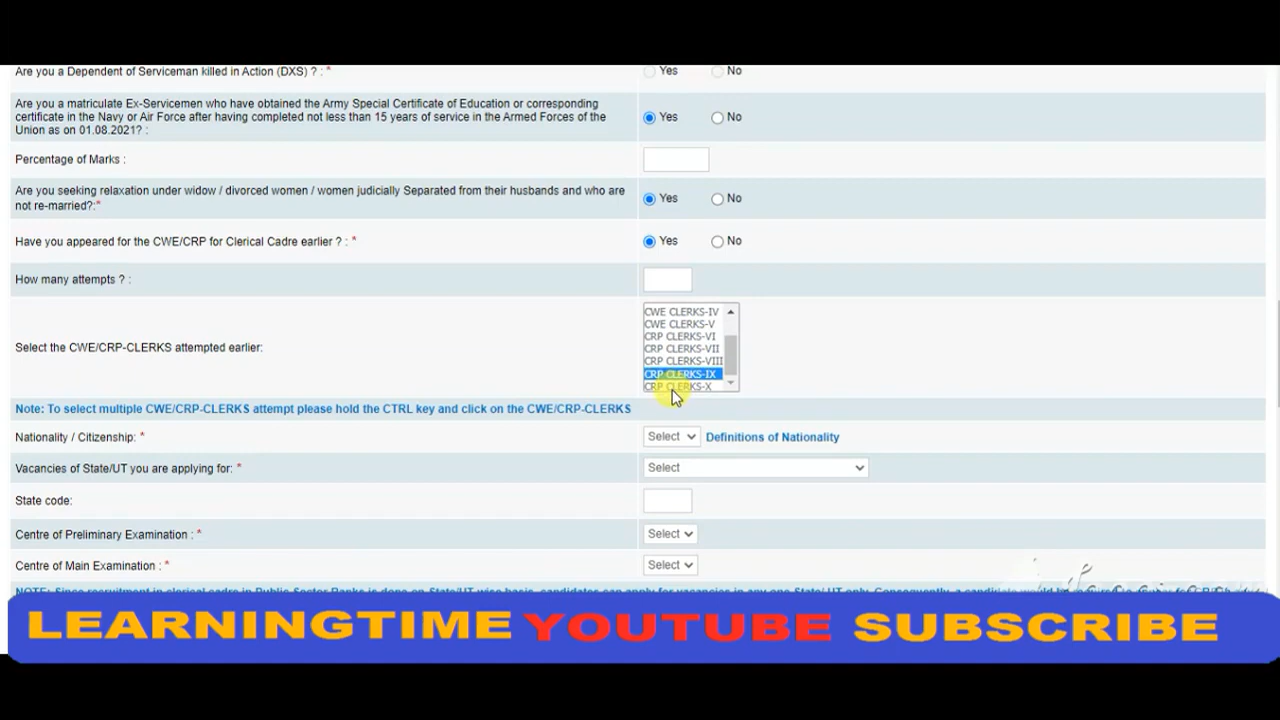 Are you a Dependent of Serviceman killed in Action (DXS) ? : * Yes No
Are you a matriculate Ex-Servicemen who have obtained the Army Special Certificate of Education or corresponding
certificate in the Navy or Air Force after having completed not less than 15 years of service in the Armed Forces of the
Union as on 01.08.2021? :
Yes No
Percentage of Marks :
Are you seeking relaxation under widow / divorced women / women judicially Separated from their husbands and who are
not re-married?:*
Yes No
Have you appeared for the CWE/CRP for Clerical Cadre earlier ? : * Yes No
How many attempts ? :
CWE CLERKS-IV
CWE CLERKS-V
CRP CLERKS-VI
Select the CWE/CRP-CLERKS attempted earlier: CRP CLERKS-VII
CRP CLERKS-VIII
CRP CLERKS-IX
CRP CLERKS-X
Note: To select multiple CWE/CRP-CLERKS attempt please hold the CTRL key and click on the CWE/CRP-CLERKS
Nationality / Citizenship: * Select Definitions of Nationality
Vacancies of State/UT you are applying for: * Select
State code:
Centre of Preliminary Examination : * Select
Centre of Main Examination : * Select
LEARNINGTIME YOUTUBE SUBSCRIBE